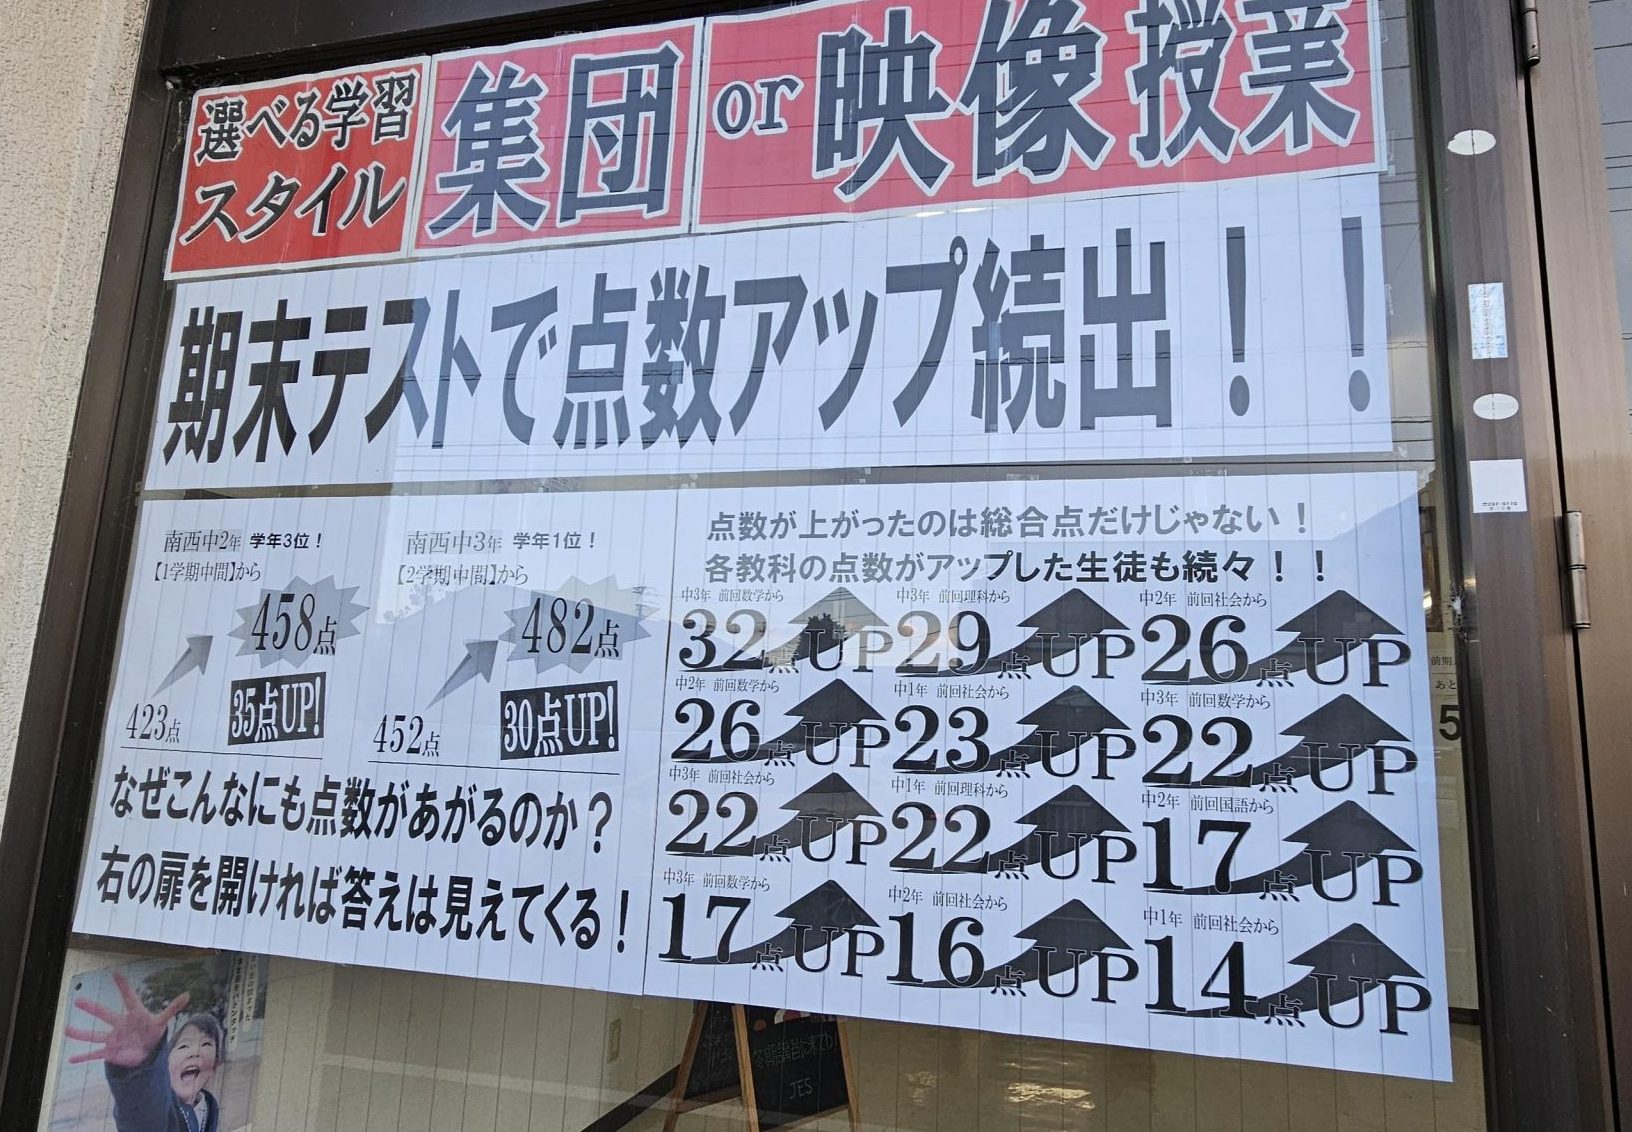 選べる学習
スタイル
集団 or 映像授業
期末テストで点数アップ続出！！
南西中2年 学年3位！
【1学期中間】から
458点
423点
35点UP!
南西中3年 学年1位！
【2学期中間】から
482点
452点
30点UP!
なぜこんなにも点数があがるのか？
右の扉を開ければ答えは見えてくる！
点数が上がったのは総合点だけじゃない！
各教科の点数がアップした生徒も続々！！
中3年 前回数学から
32点UP
中3年 前回理科から
29点UP
中2年 前回社会から
26点UP
中2年 前回数学から
26点UP
中1年 前回社会から
23点UP
中3年 前回数学から
22点UP
中3年 前回社会から
22点UP
中1年 前回理科から
22点UP
中2年 前回国語から
17点UP
中3年 前回数学から
17点UP
中2年 前回社会から
16点UP
中1年 前回社会から
14点UP
あと
5
JES